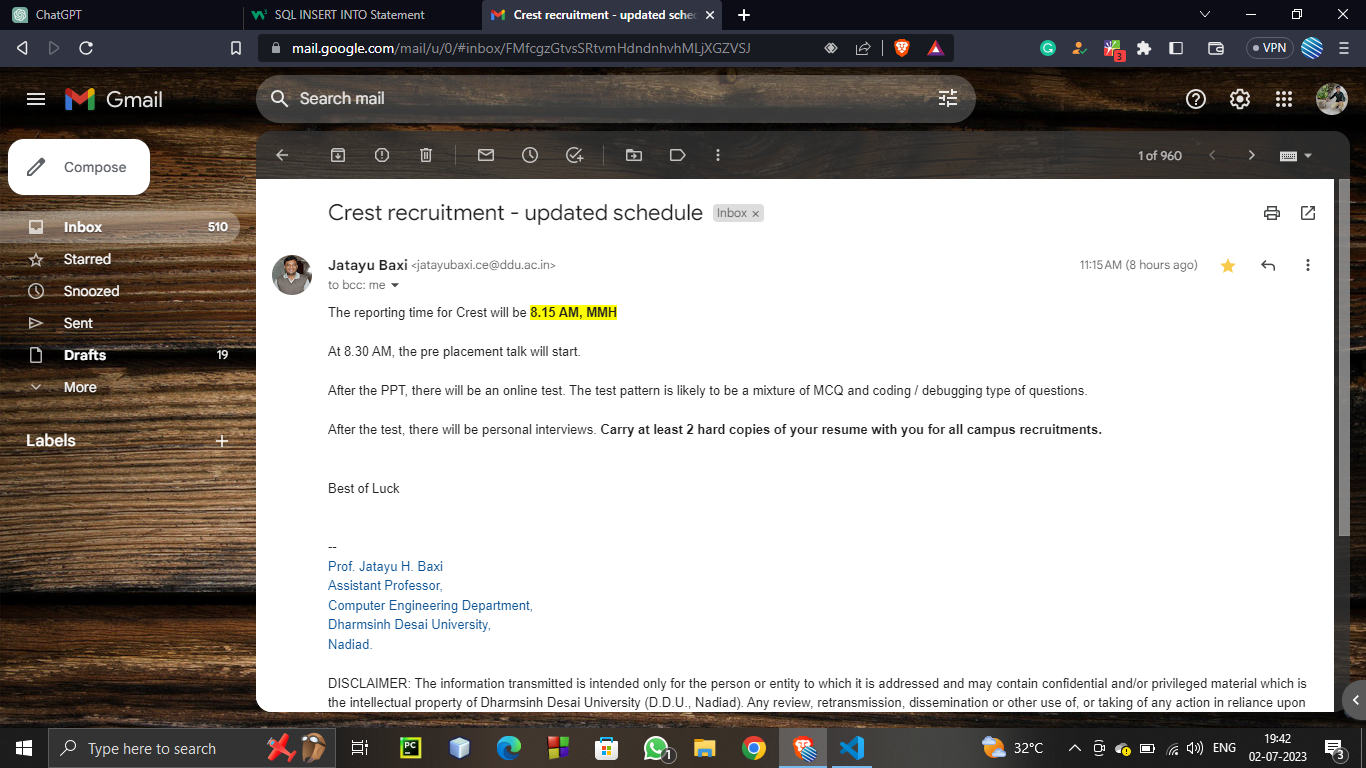 ChatGPT
SQL INSERT INTO Statement
Crest recruitment - updated sche
mail.google.com/mail/u/0/#inbox/FMfcgzGtvsSRtvmHdndnhvhMLjXGZVSJ
3
VPN
Gmail
Search mail
Compose
1 of 960
Inbox 510
Starred
Snoozed
Sent
Drafts 19
More
Labels
Crest recruitment - updated schedule Inbox x
Jatayu Baxi <jatayubaxi.ce@ddu.ac.in> 11:15 AM (8 hours ago)
to bcc: me
The reporting time for Crest will be 8.15 AM, MMH
At 8.30 AM, the pre placement talk will start.
After the PPT, there will be an online test. The test pattern is likely to be a mixture of MCQ and coding / debugging type of questions.
After the test, there will be personal interviews. Carry at least 2 hard copies of your resume with you for all campus recruitments.
Best of Luck
--
Prof. Jatayu H. Baxi
Assistant Professor,
Computer Engineering Department,
Dharmsinh Desai University,
Nadiad.
DISCLAIMER: The information transmitted is intended only for the person or entity to which it is addressed and may contain confidential and/or privileged material which is
the intellectual property of Dharmsinh Desai University (D.D.U., Nadiad). Any review, retransmission, dissemination or other use of, or taking of any action in reliance upon
Type here to search
PC
1
32°C
ENG
19:42
02-07-2023
3